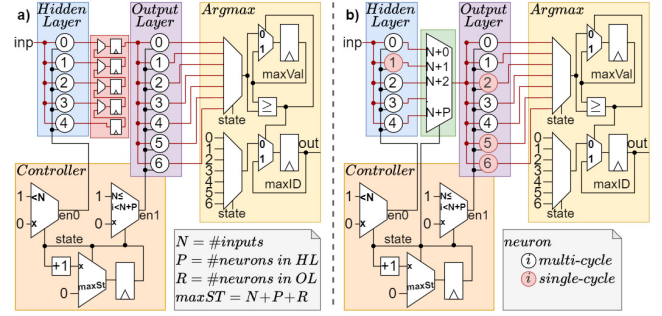 a)
Hidden
Layer
Output
Layer
Argmax
inp
0
1
2
3
4
0
1
2
3
4
5
6
0
1
maxVal
≥
state
0
1
2
3
4
5
6
state
0
1
out
maxID
Controller
1
<N
0
x
en0
1
N≤
i<N+P
0
x
en1
state
+1
x
maxSt
0
N = #inputs
P = #neurons in HL
R = #neurons in OL
maxST = N+P+R
b)
Hidden
Layer
Output
Layer
Argmax
inp
0
1
2
3
4
N+0
N+1
N+2
N+P
0
1
2
3
4
5
6
0
1
maxVal
≥
state
0
1
2
3
4
5
6
state
0
1
out
maxID
Controller
1
<N
0
x
en0
1
N≤
i<N+P
0
x
en1
state
+1
x
maxSt
0
neuron
i multi-cycle
i single-cycle